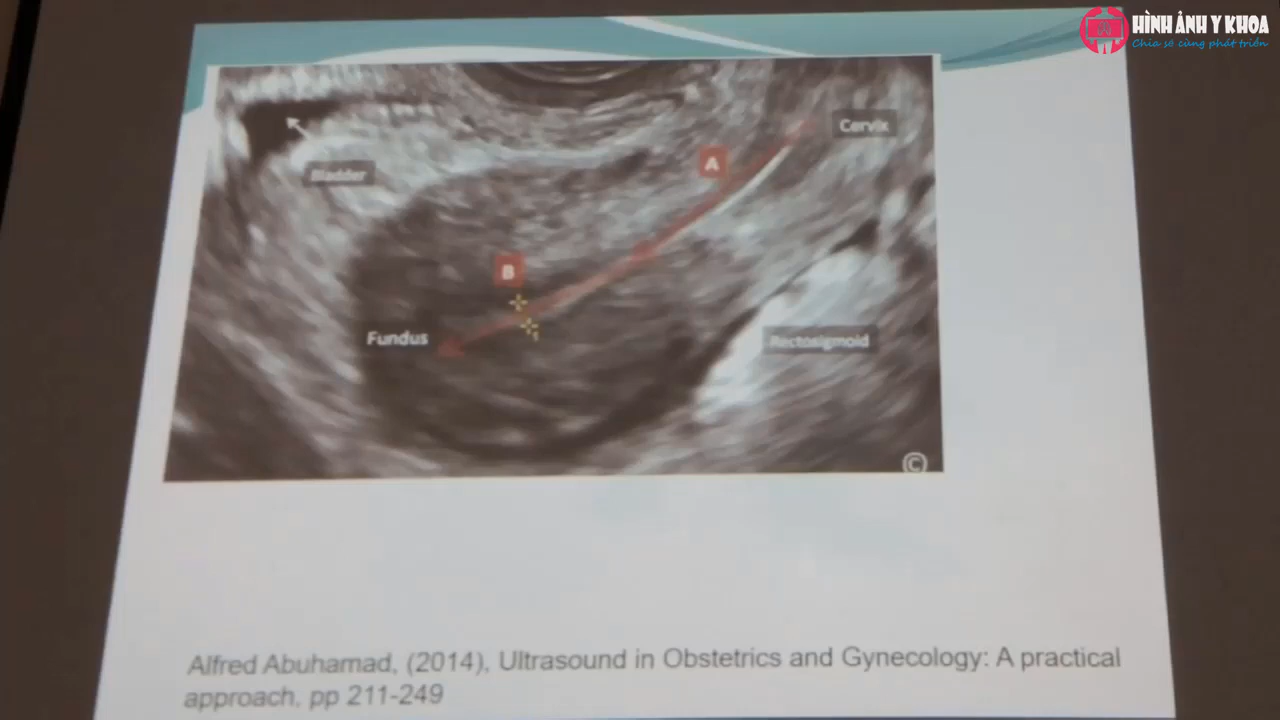 HÌNH ẢNH Y KHOA
Chia sẻ cùng phát triển
Cervix
A
Bladder
B
Fundus
Rectosigmoid
©
Alfred Abuhamad, (2014), Ultrasound in Obstetrics and Gynecology: A practical
approach, pp 211-249